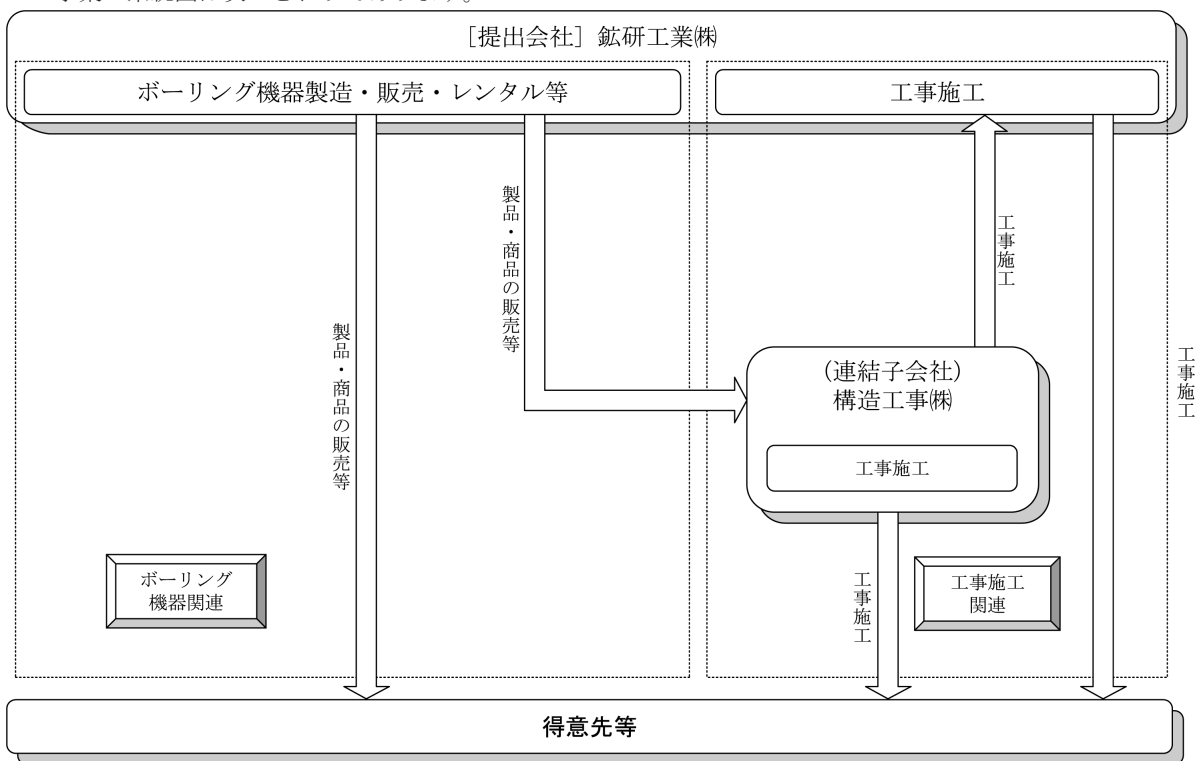 [提出会社] 鉱研工業㈱
ボーリング機器製造・販売・レンタル等
工事施工
製品・商品の販売等
製品・商品の販売等
工事施工
工事施工
(連結子会社)
構造工事㈱
工事施工
工事施工
ボーリング
機器関連
工事施工
関連
得意先等